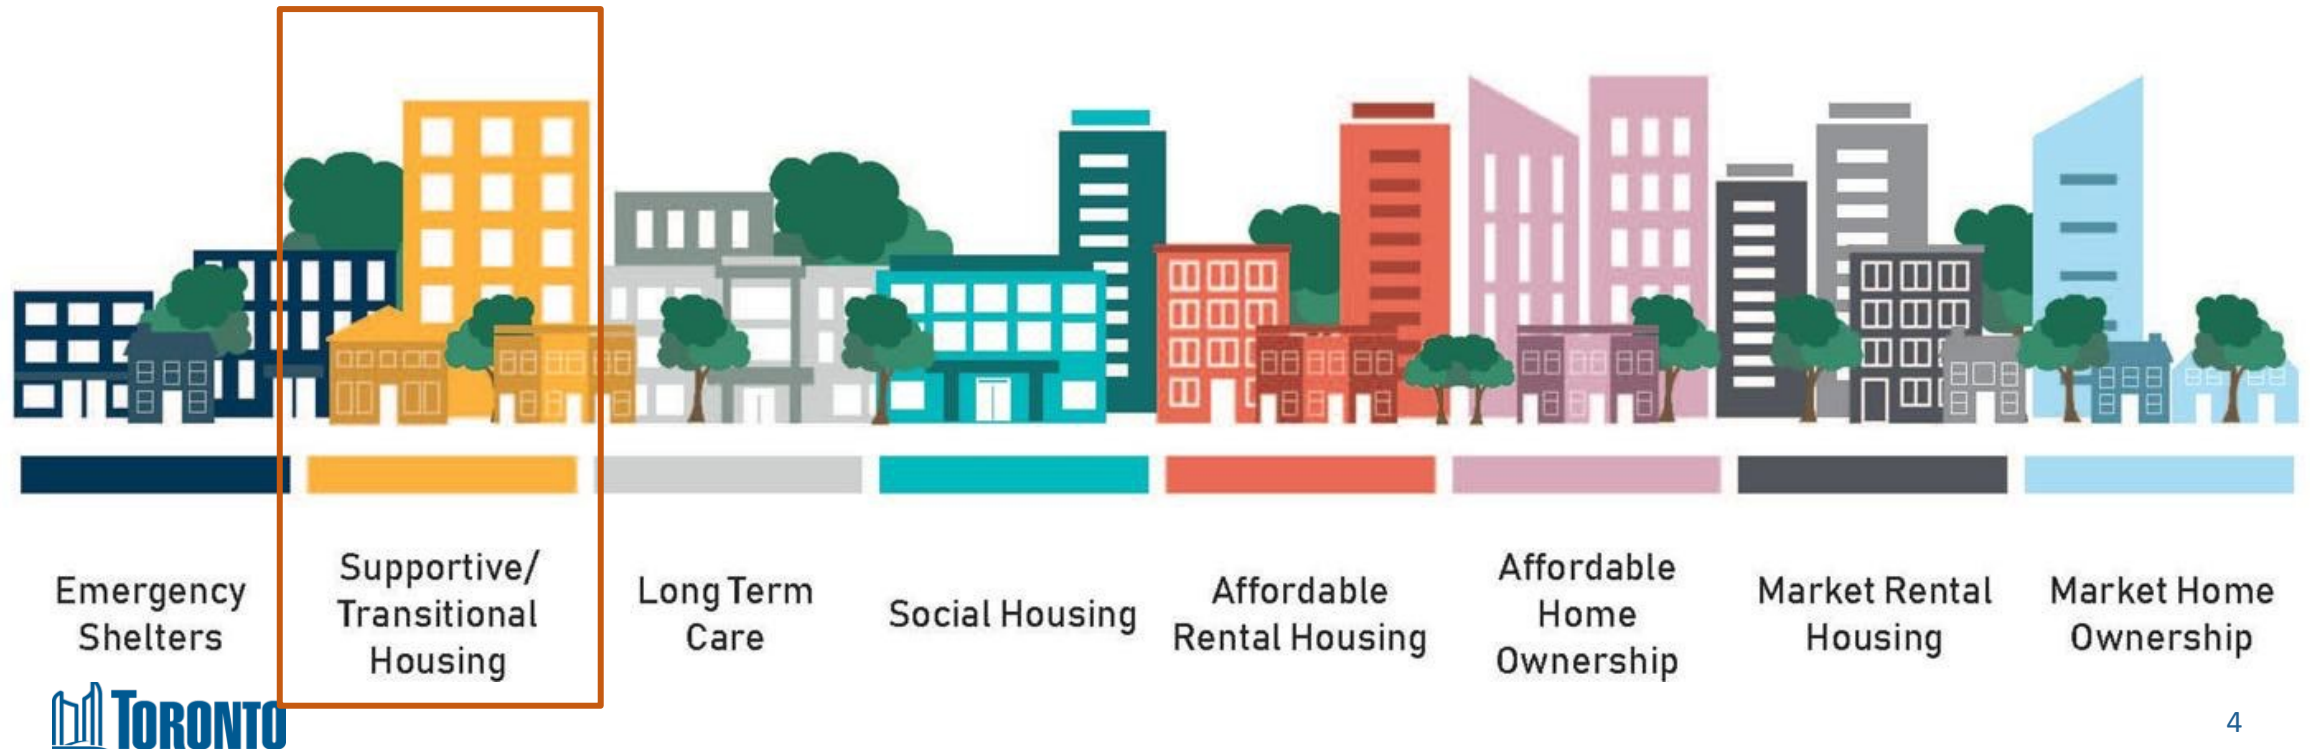 Emergency
Shelters
Supportive/
Transitional
Housing
Long Term
Care
Social Housing
Affordable
Rental Housing
Affordable
Home
Ownership
Market Rental
Housing
Market Home
Ownership
TORONTO
4